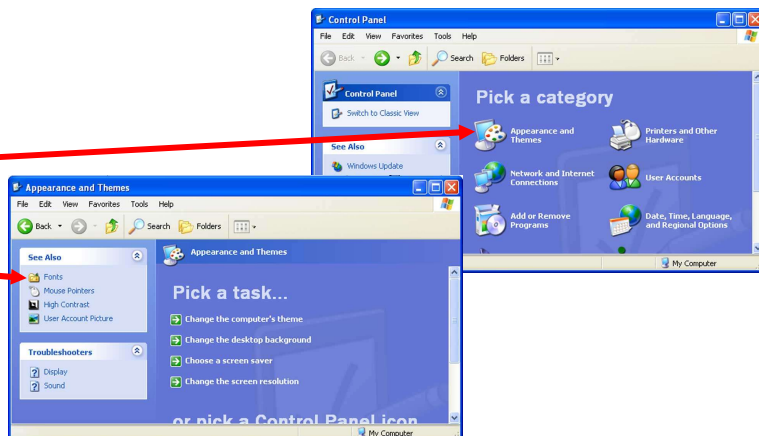 Control Panel
File Edit View Favorites Tools Help
Back Search Folders
Control Panel
Switch to Classic View
See Also
Windows Update
Pick a category
Appearance and Themes
Printers and Other Hardware
Network and Internet Connections
User Accounts
Add or Remove Programs
Date, Time, Language, and Regional Options
My Computer
Appearance and Themes
File Edit View Favorites Tools Help
Back Search Folders
See Also
Fonts
Mouse Pointers
High Contrast
User Account Picture
Troubleshooters
Display
Sound
Appearance and Themes
Pick a task...
Change the computer's theme
Change the desktop background
Choose a screen saver
Change the screen resolution
or pick a Control Panel icon
My Computer